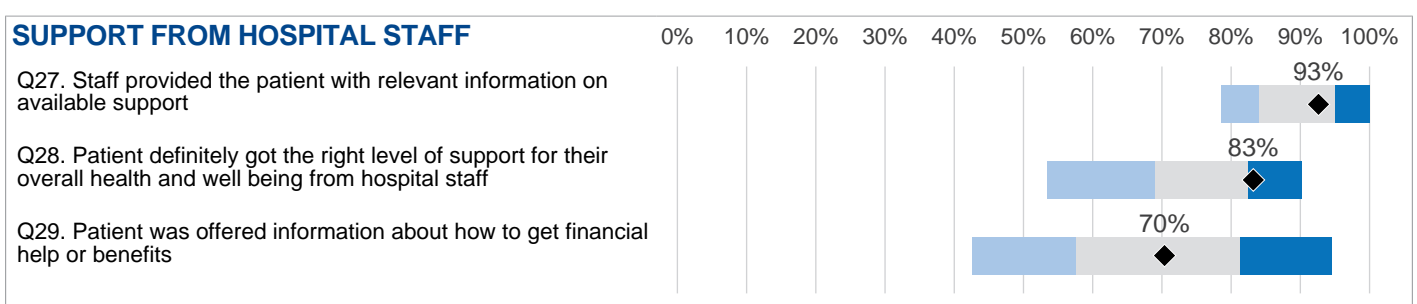 SUPPORT FROM HOSPITAL STAFF 0% 10% 20% 30% 40% 50% 60% 70% 80% 90% 100%
Q27. Staff provided the patient with relevant information on
available support
93%
Q28. Patient definitely got the right level of support for their
overall health and well being from hospital staff
83%
Q29. Patient was offered information about how to get financial
help or benefits
70%